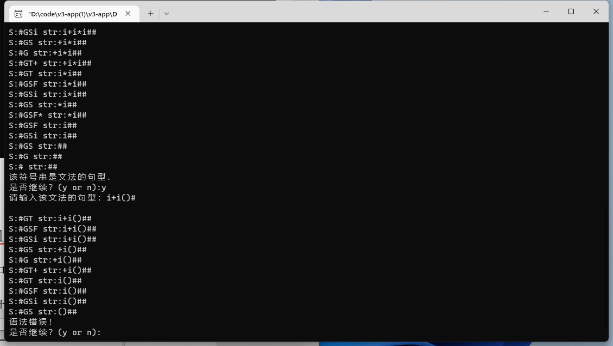 "D:\code\v3-app(1)\v3-app\D
S:#GSi str:i+i*i##
S:#GS str:+i*i##
S:#G str:+i*i##
S:#GT+ str:+i*i##
S:#GT str:i*i##
S:#GSF str:i*i##
S:#GSi str:i*i##
S:#GS str:*i##
S:#GSF* str:*i##
S:#GSF str:i##
S:#GSi str:i##
S:#GS str:##
S:#G str:##
S:# str:##
该符号串是文法的句型.
是否继续? (y or n):y
请输入该文法的句型: i+i()#
S:#GT str:i+i()##
S:#GSF str:i+i()##
S:#GSi str:i+i()##
S:#GS str:+i()##
S:#G str:+i()##
S:#GT+ str:+i()##
S:#GT str:i()##
S:#GSF str:i()##
S:#GSi str:i()##
S:#GS str:()##
语法错误!
是否继续? (y or n):